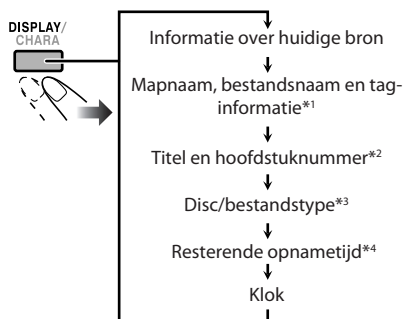 DISPLAY/
CHARA
Informatie over huidige bron
Mapnaam, bestandsnaam en tag-
informatie*1
Titel en hoofdstuknummer*2
Disc/bestandstype*3
Resterende opnametijd*4
Klok